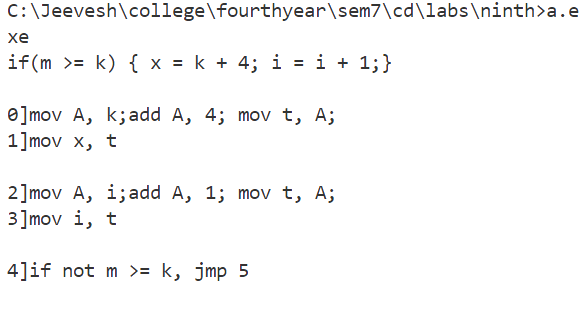 C:\Jeevesh\college\fourthyear\sem7\cd\labs\ninth>a.e
xe
if(m >= k) { x = k + 4; i = i + 1;}
0]mov A, k;add A, 4; mov t, A;
1]mov x, t
2]mov A, i;add A, 1; mov t, A;
3]mov i, t
4]if not m >= k, jmp 5